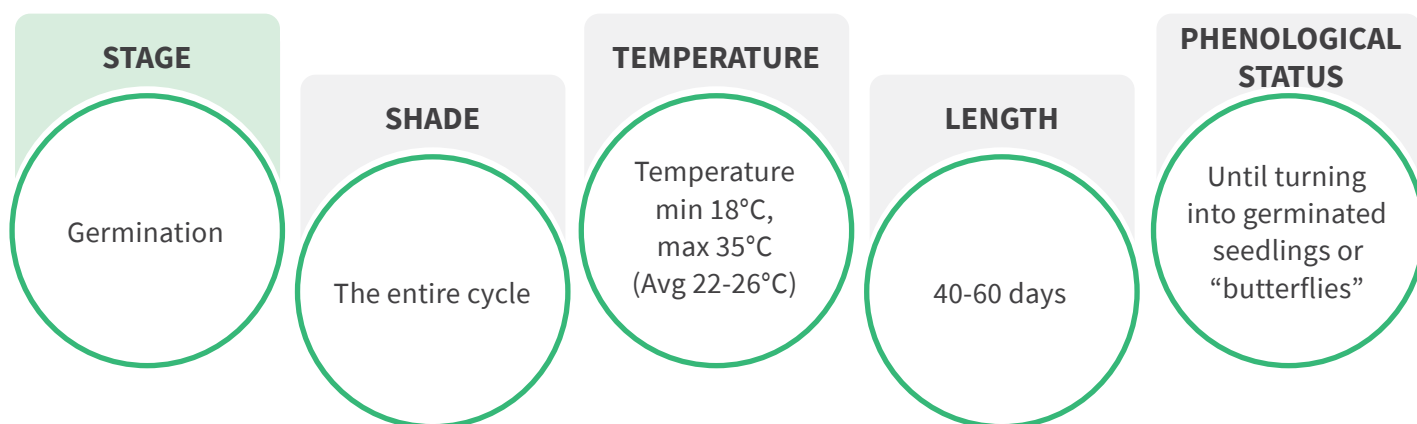 STAGE
Germination
SHADE
The entire cycle
TEMPERATURE
Temperature
min 18°C,
max 35°C
(Avg 22-26°C)
LENGTH
40-60 days
PHENOLOGICAL
STATUS
Until turning
into germinated
seedlings or
“butterflies”